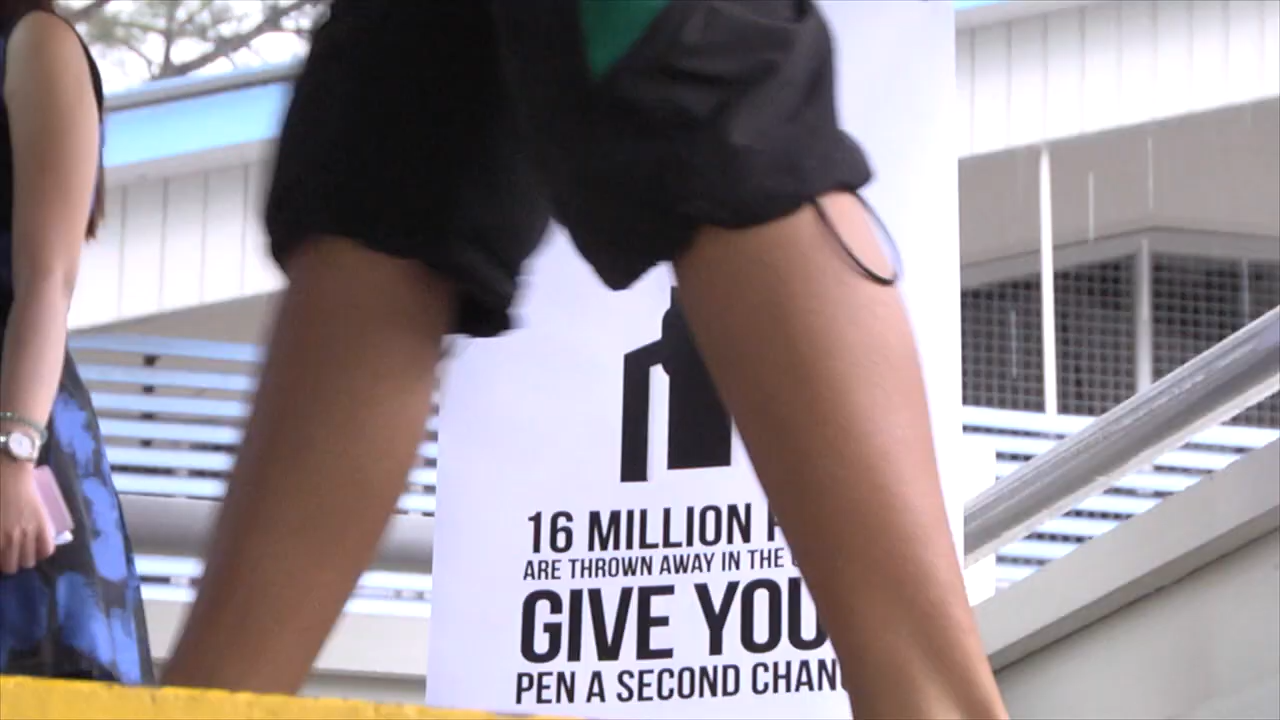 16 MILLION
ARE THROWN AWAY IN THE
GIVE YOU
PEN A SECOND CHAN